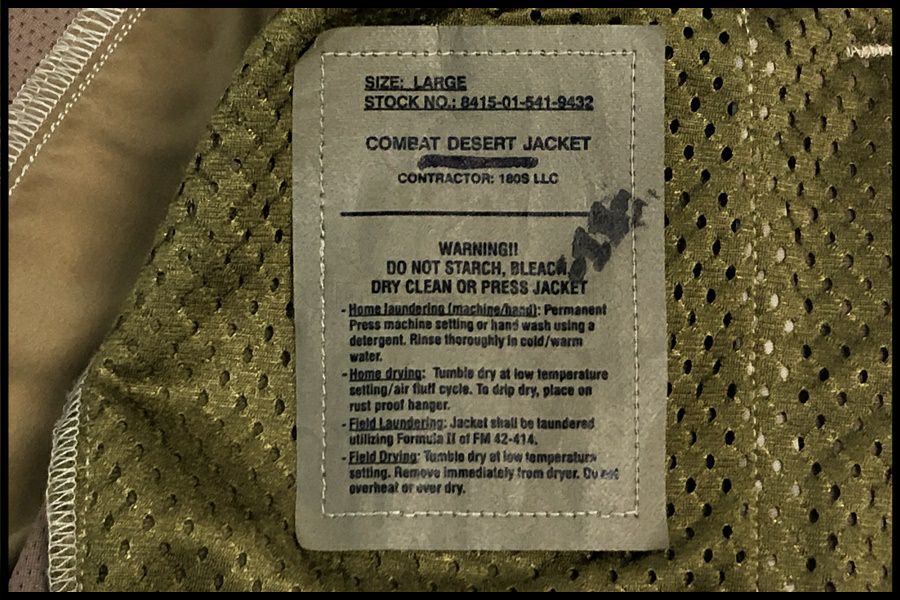 SIZE: LARGE
STOCK NO.: 8415-01-541-9432
COMBAT DESERT JACKET
CONTRACTOR: 180S LLC
WARNING!!
DO NOT STARCH, BLEACH,
DRY CLEAN OR PRESS JACKET
- Home laundering (machine/hand): Permanent
Press machine setting or hand wash using a
detergent. Rinse thoroughly in cold/warm
water.
- Home drying: Tumble dry at low temperature
setting/air fluff cycle. To drip dry, place on
rust proof hanger.
- Field Laundering: Jacket shall be laundered
utilizing Formula II of FM 42-414.
- Field Drying: Tumble dry at low temperature
setting. Remove immediately from dryer. Do not
overheat or over dry.